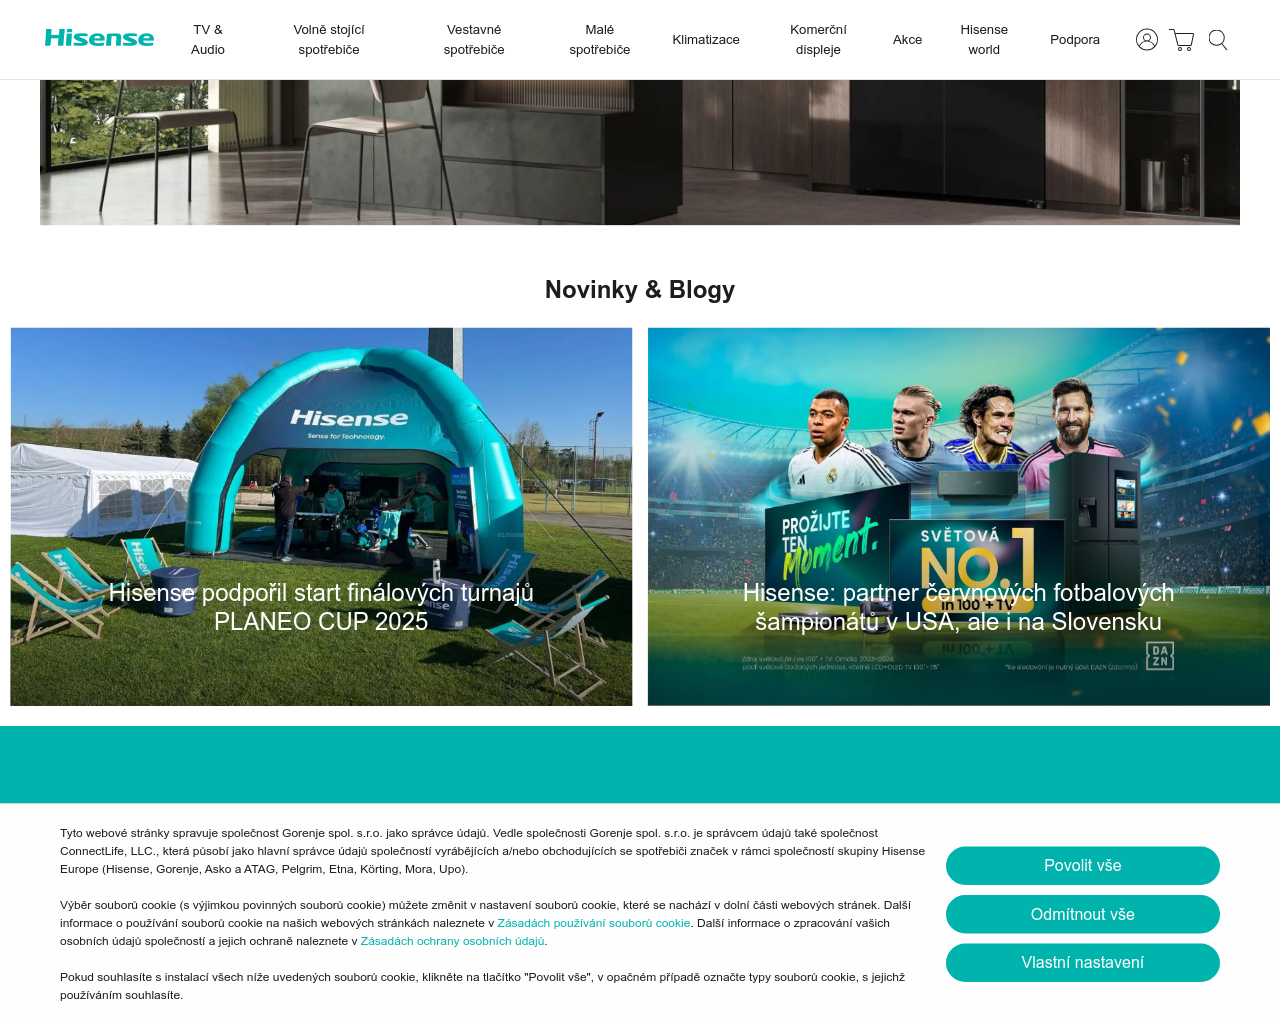 Hisense
TV &
Audio
Volně stojící
spotřebiče
Vestavné
spotřebiče
Malé
spotřebiče
Klimatizace
Komerční
displeje
Akce
Hisense
world
Podpora
Novinky & Blogy
Hisense
Sense for Technology.
Hisense
Hisense podpořil start finálových turnajů
PLANEO CUP 2025
PROŽIJTE
TEN
Moment.
SVĚTOVÁ
NO.1
in 100"+ TV
Hisense: partner červnových fotbalových
šampionátů v USA, ale i na Slovensku
*Ke sledování je nutný účet DAZN (zdarma)
DA
ZN
Tyto webové stránky spravuje společnost Gorenje spol. s.r.o. jako správce údajů. Vedle společnosti Gorenje spol. s.r.o. je správcem údajů také společnost
ConnectLife, LLC., která působí jako hlavní správce údajů společností vyrábějících a/nebo obchodujících se spotřebiči značek v rámci společností skupiny Hisense
Europe (Hisense, Gorenje, Asko a ATAG, Pelgrim, Etna, Körting, Mora, Upo).
Výběr souborů cookie (s výjimkou povinných souborů cookie) můžete změnit v nastavení souborů cookie, které se nachází v dolní části webových stránek. Další
informace o používání souborů cookie na našich webových stránkách naleznete v Zásadách používání souborů cookie. Další informace o zpracování vašich
osobních údajů společností a jejich ochraně naleznete v Zásadách ochrany osobních údajů.
Pokud souhlasíte s instalací všech níže uvedených souborů cookie, klikněte na tlačítko "Povolit vše", v opačném případě označte typy souborů cookie, s jejichž
používáním souhlasíte.
Povolit vše
Odmítnout vše
Vlastní nastavení